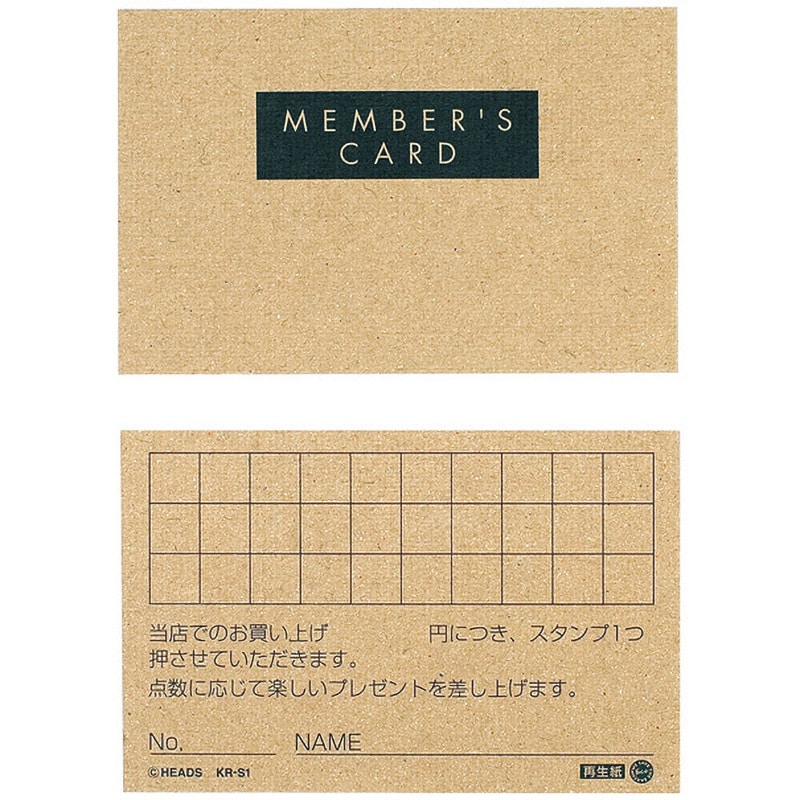 MEMBER'S
CARD
当店でのお買い上げ 円につき、スタンプ1つ
押させていただきます。
点数に応じて楽しいプレゼントを差し上げます。
No. NAME
©HEADS KR-S1 再生紙